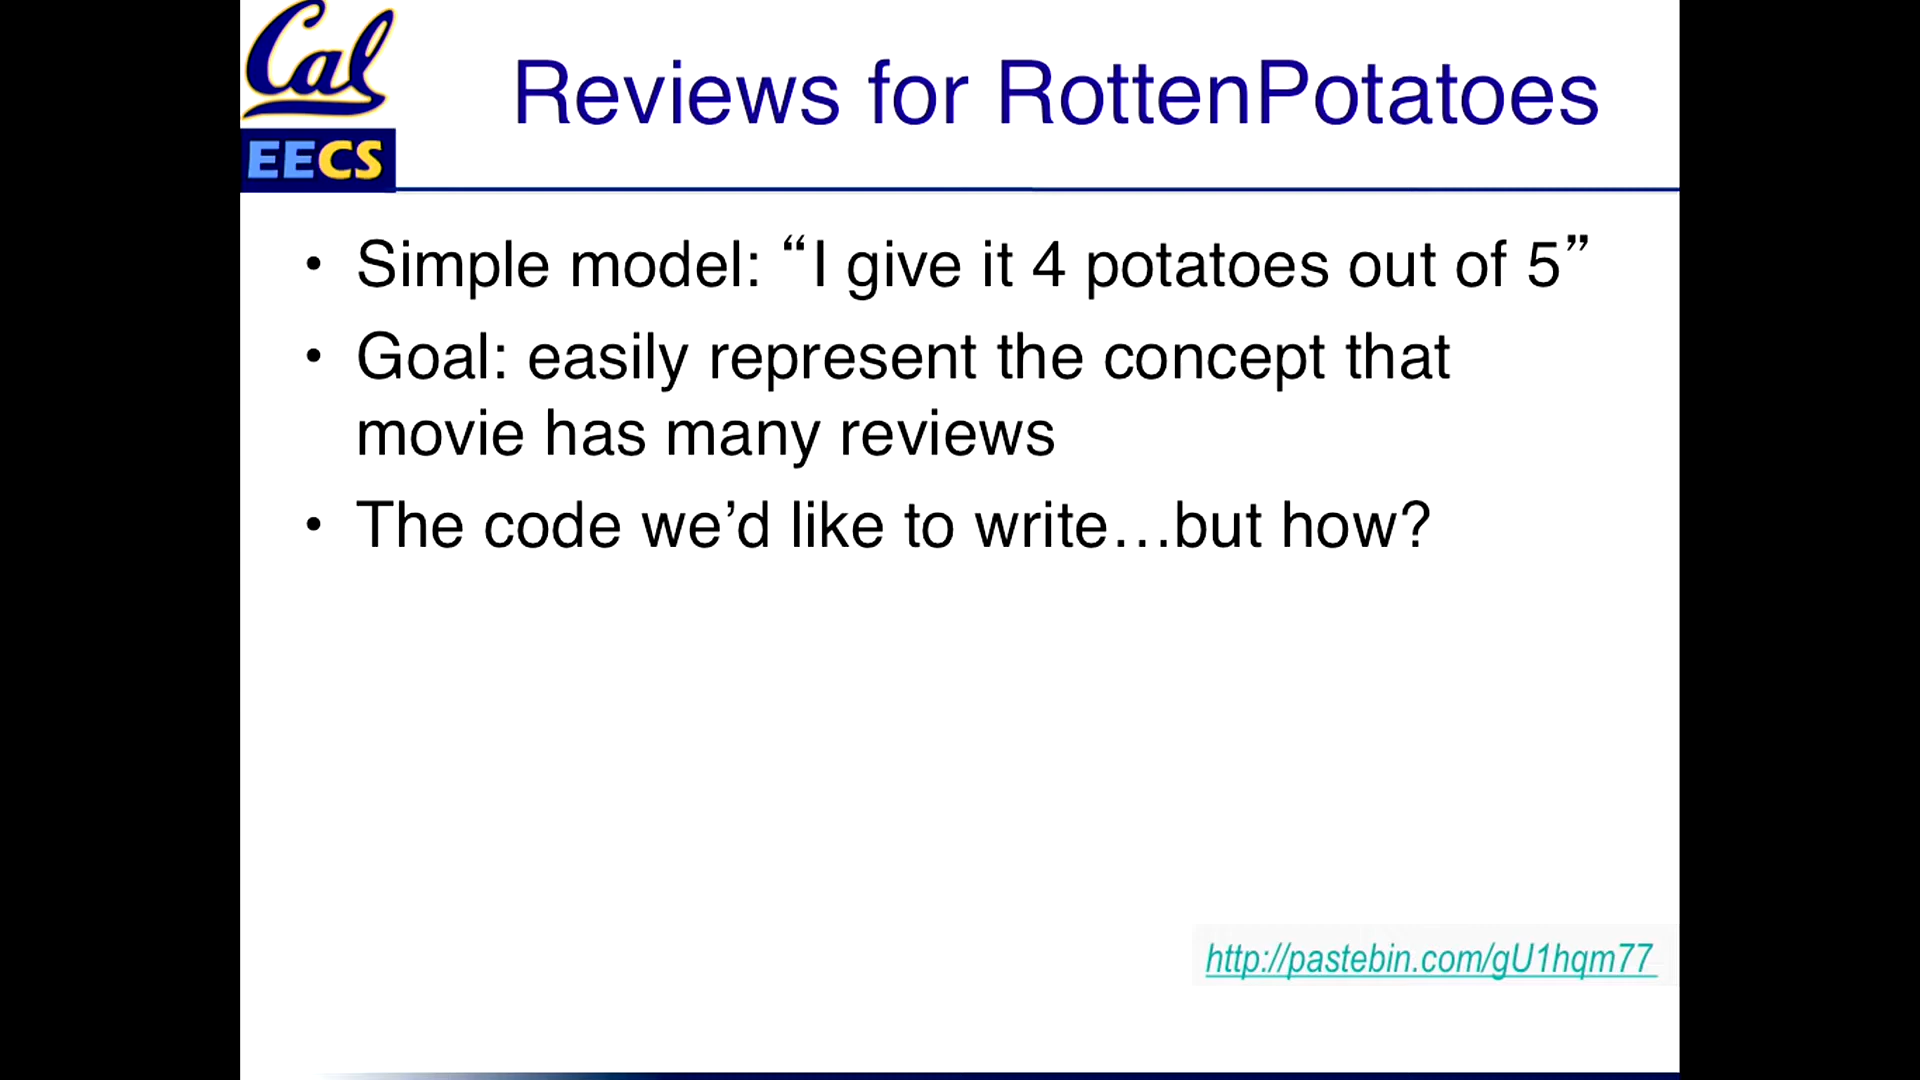 Cal
EECS
Reviews for RottenPotatoes
• Simple model: “I give it 4 potatoes out of 5”
• Goal: easily represent the concept that
movie has many reviews
• The code we’d like to write…but how?
http://pastebin.com/gU1hqm77